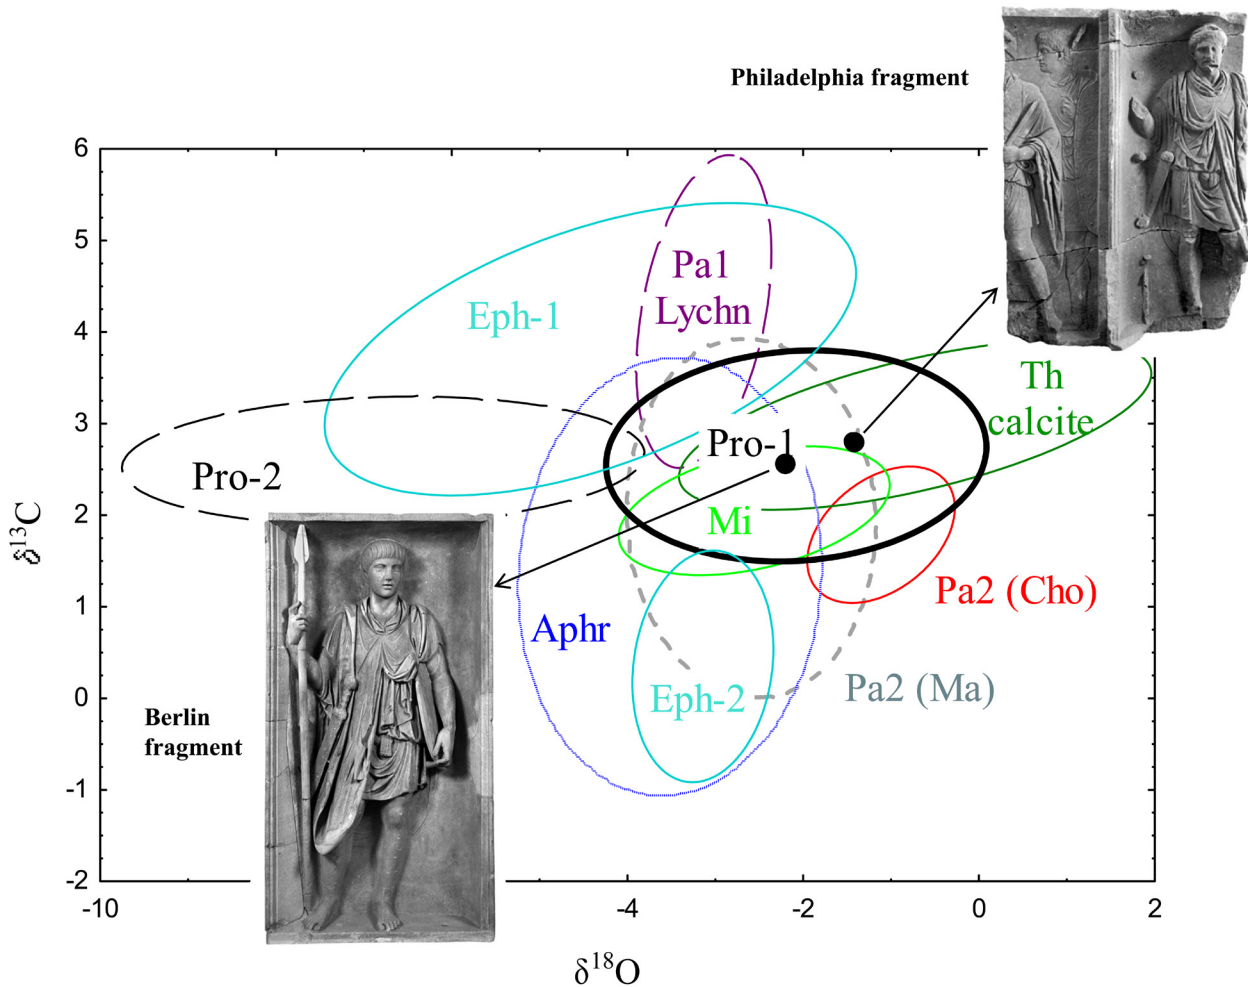 Philadelphia fragment
6
5
4
3
2
1
0
-1
-2
-10
-4
-2
0
2
δ13C
δ18O
Pa1
Lychn
Eph-1
Th
calcite
Pro-1
Pro-2
Mi
Pa2 (Cho)
Aphr
Eph-2
Pa2 (Ma)
Berlin
fragment